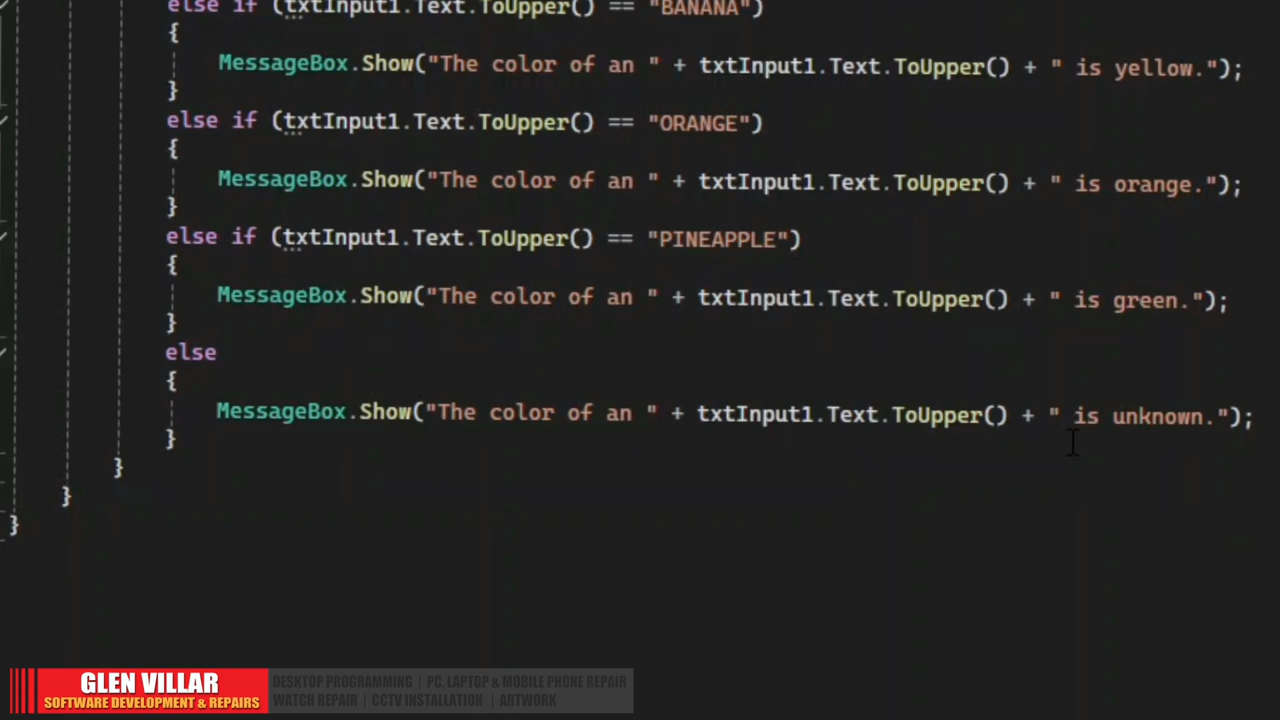 else if (txtInput1.Text.ToUpper() == "BANANA")
{
MessageBox.Show("The color of an " + txtInput1.Text.ToUpper() + " is yellow.");
}
else if (txtInput1.Text.ToUpper() == "ORANGE")
{
MessageBox.Show("The color of an " + txtInput1.Text.ToUpper() + " is orange.");
}
else if (txtInput1.Text.ToUpper() == "PINEAPPLE")
{
MessageBox.Show("The color of an " + txtInput1.Text.ToUpper() + " is green.");
}
else
{
MessageBox.Show("The color of an " + txtInput1.Text.ToUpper() + " is unknown.");
}
}
}
}
GLEN VILLAR
SOFTWARE DEVELOPMENT & REPAIRS
DESKTOP PROGRAMMING | PC, LAPTOP & MOBILE PHONE REPAIR
WATCH REPAIR | CCTV INSTALLATION | ARTWORK